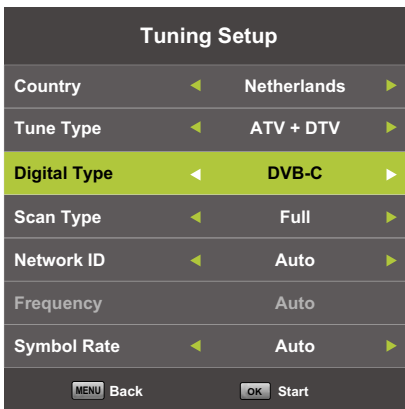 Tuning Setup
Country Netherlands
Tune Type ATV + DTV
Digital Type DVB-C
Scan Type Full
Network ID Auto
Frequency Auto
Symbol Rate Auto
MENU Back OK Start